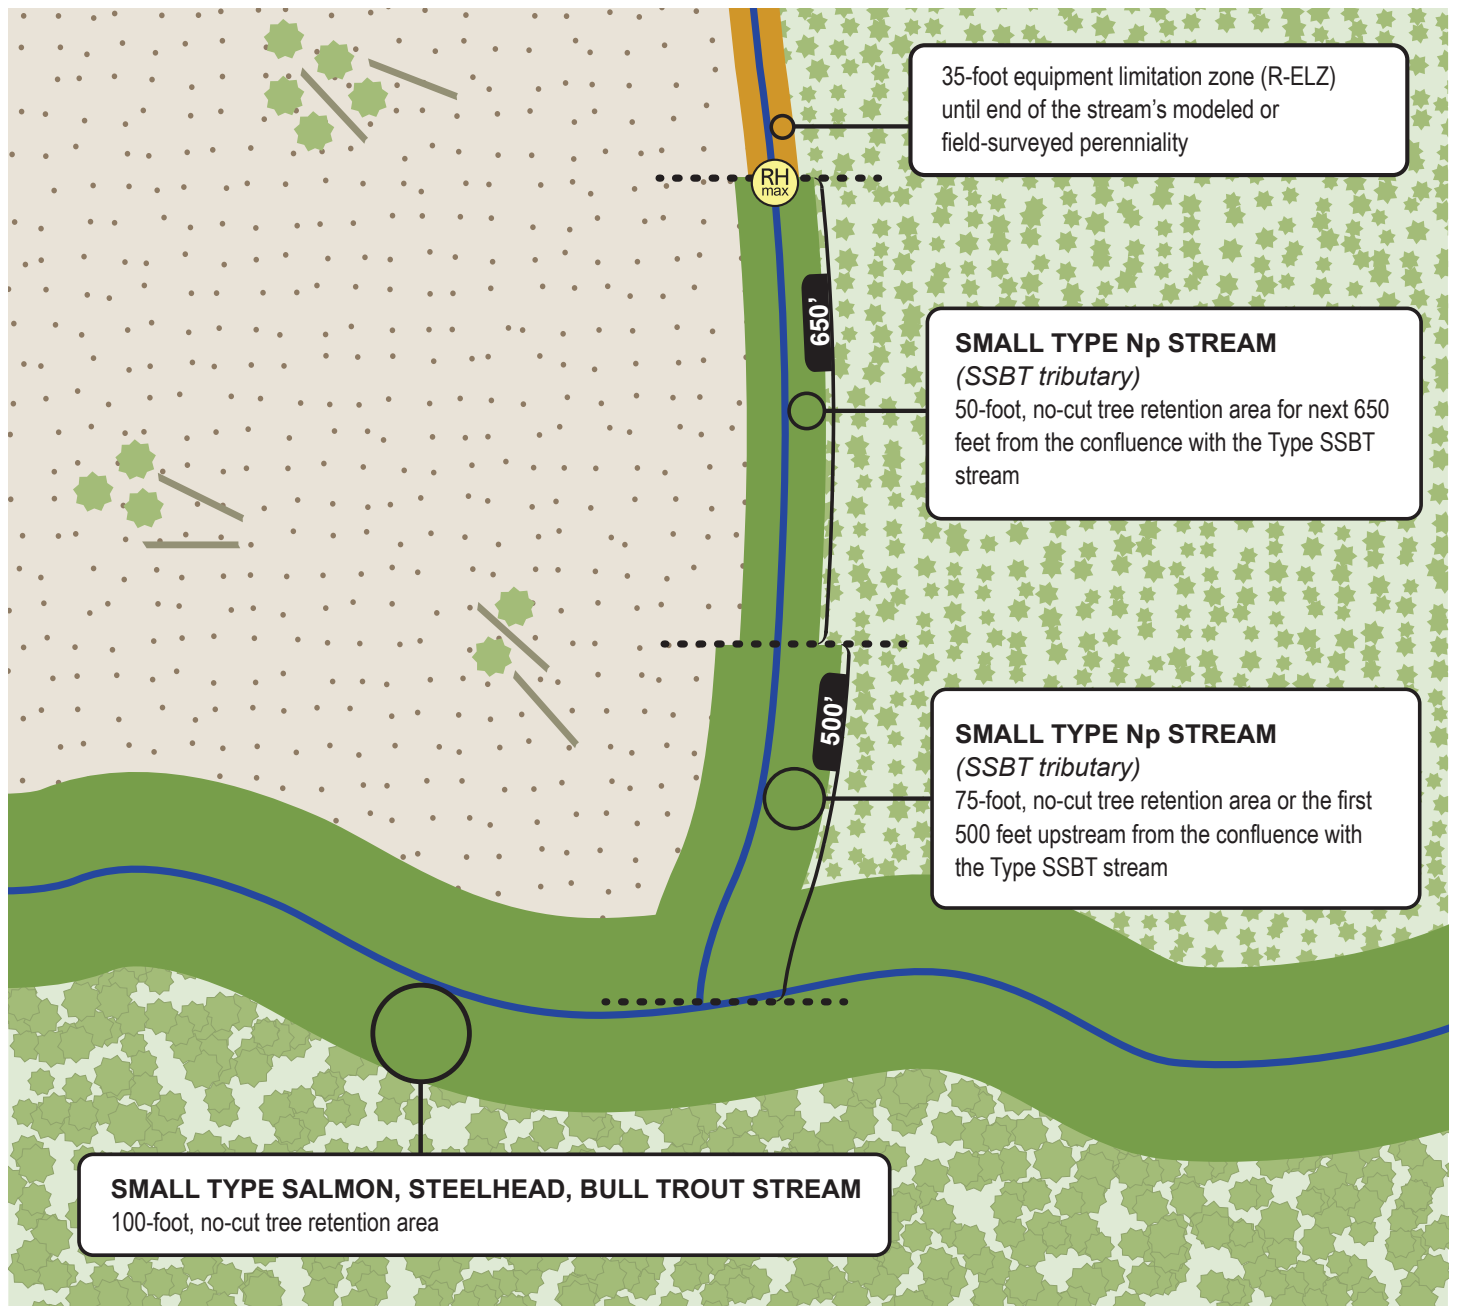 35-foot equipment limitation zone (R-ELZ)
until end of the stream’s modeled or
field-surveyed perenniality
RH
max
650’
SMALL TYPE Np STREAM
(SSBT tributary)
50-foot, no-cut tree retention area for next 650
feet from the confluence with the Type SSBT
stream
500’
SMALL TYPE Np STREAM
(SSBT tributary)
75-foot, no-cut tree retention area or the first
500 feet upstream from the confluence with
the Type SSBT stream
SMALL TYPE SALMON, STEELHEAD, BULL TROUT STREAM
100-foot, no-cut tree retention area